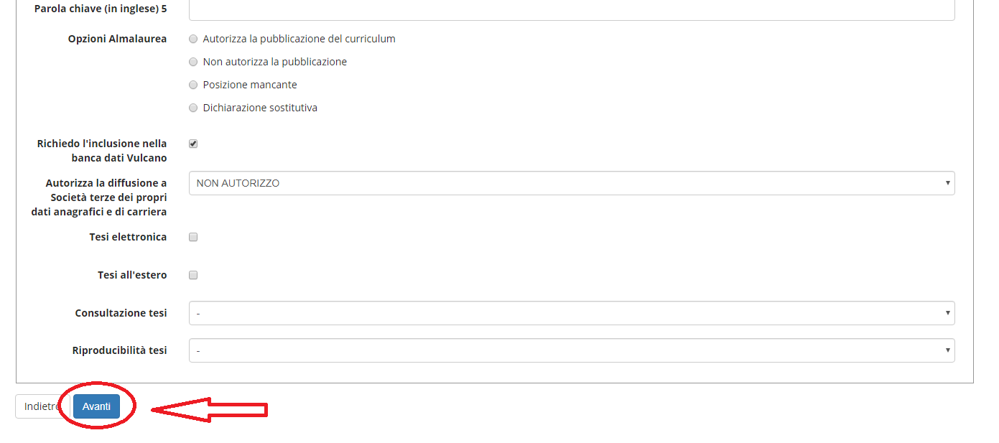 Parola chiave (in inglese) 5
Opzioni Almalaurea
Autorizza la pubblicazione del curriculum
Non autorizza la pubblicazione
Posizione mancante
Dichiarazione sostitutiva
Richiedo l'inclusione nella
banca dati Vulcano
Autorizza la diffusione a
Società terze dei propri
dati anagrafici e di carriera
NON AUTORIZZO
Tesi elettronica
Tesi all'estero
Consultazione tesi
-
Riproducibilità tesi
-
Indietro
Avanti